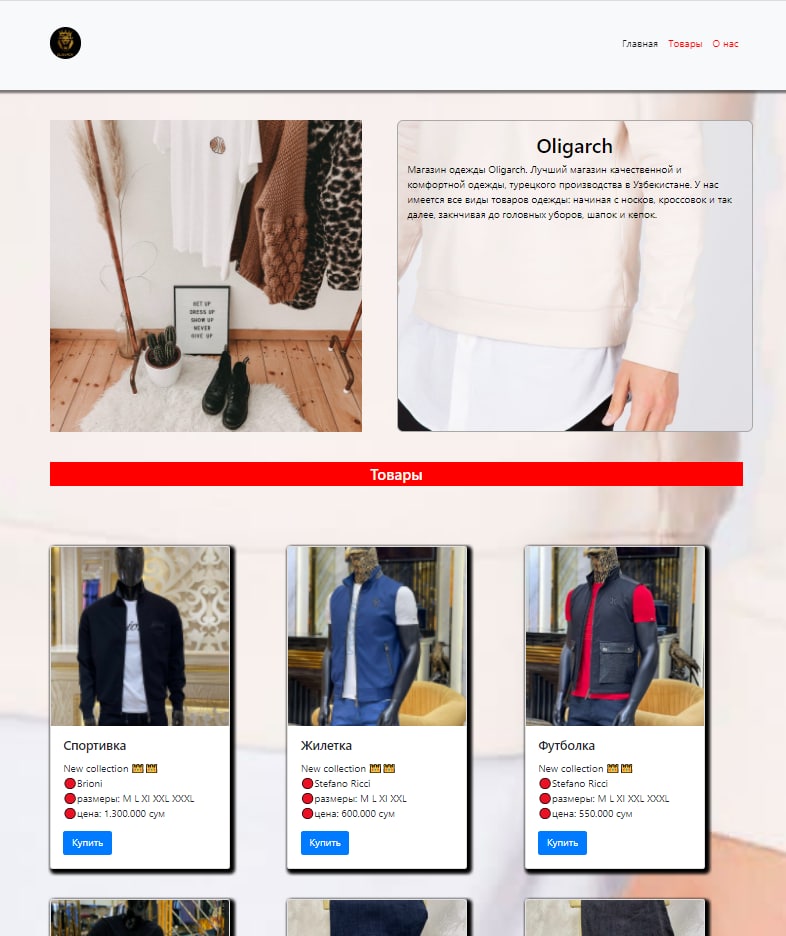 Главная Товары О нас
Oligarch
Магазин одежды Oligarch. Лучший магазин качественной и
комфортной одежды, турецкого производства в Узбекистане. У нас
имеется все виды товаров одежды: начиная с носков, кроссовок и так
далее, закнчивая до головных уборов, шапок и кепок.
GET UP
DRESS UP
SHOW UP
NEVER
GIVE UP
Товары
Спортивка
New collection
Brioni
размеры: M L Xl XXL XXXL
цена: 1.300.000 сум
Купить
Жилетка
New collection
Stefano Ricci
размеры: M L Xl XXL
цена: 600.000 сум
Купить
Футболка
New collection
Stefano Ricci
размеры: M L Xl XXL XXXL
цена: 550.000 сум
Купить